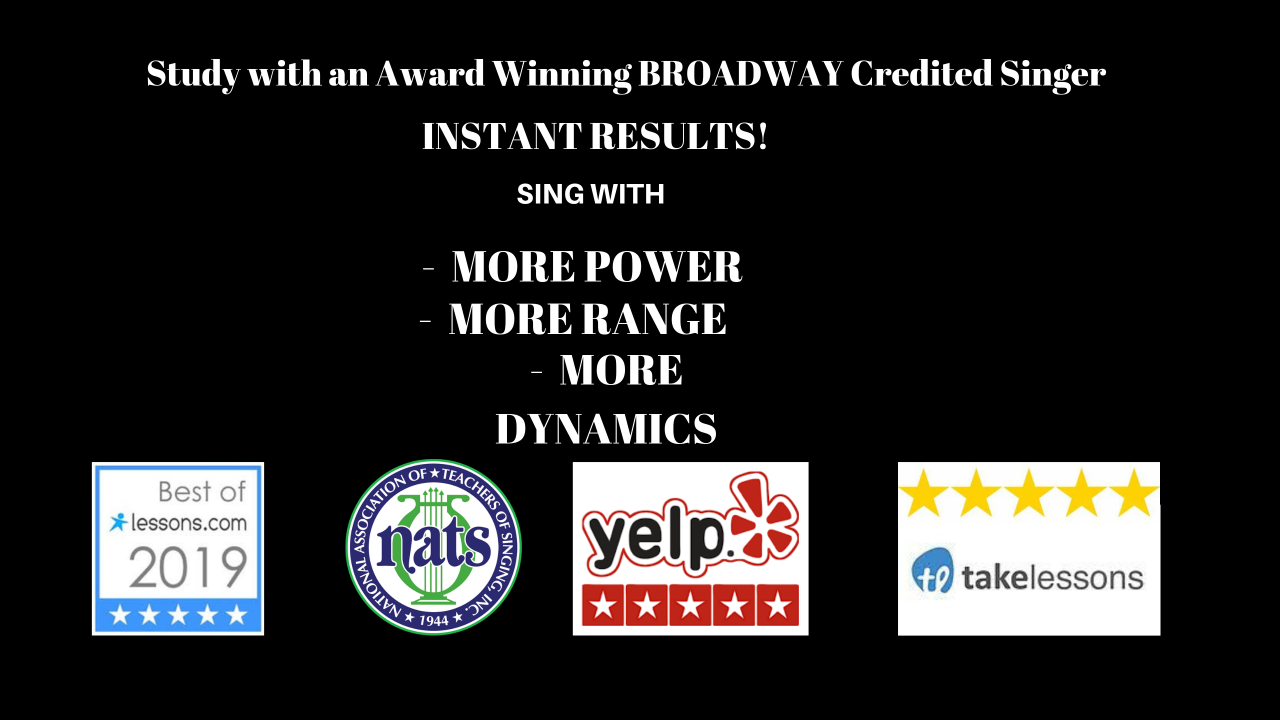 Study with an Award Winning BROADWAY Credited Singer
INSTANT RESULTS!
SING WITH
- MORE POWER
- MORE RANGE
- MORE
DYNAMICS
Best of
lessons.com
2019
NATIONAL ASSOCIATION OF ★ TEACHERS OF SINGING, INC. ★ 1944 ★
nats
yelp
takelessons